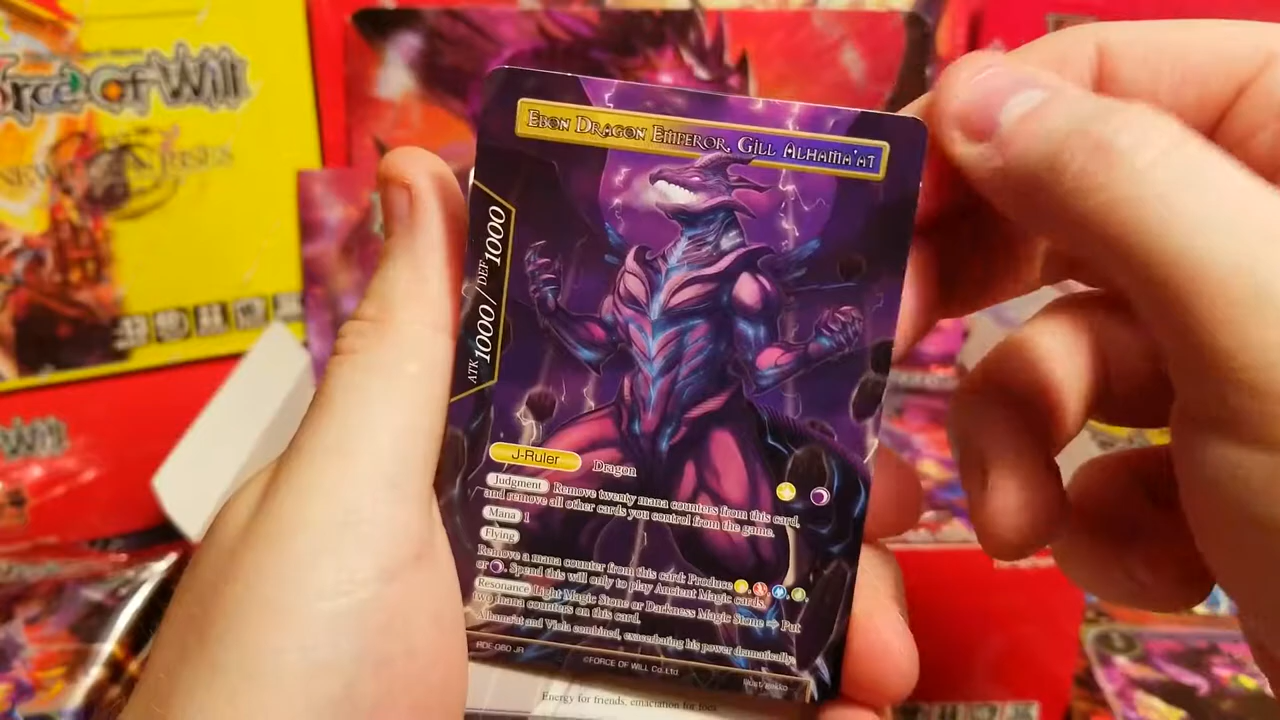 Force Of Will
Ebon Dragon Emperor, Gill Alhama'at
ATK 1000 / DEF 1000
J-Ruler Dragon
Judgment Remove twenty mana counters from this card,
and remove all other cards you control from the game.
Mana 1
Flying
Remove a mana counter from this card: Produce , , ,
or . Spend this will only to play Ancient Magic cards.
Resonance Light Magic Stone or Darkness Magic Stone → Put
two mana counters on this card.
Alhama'at and Viola combined, exacerbating his power dramatically.
ADE-060 JR
©FORCE OF WILL Co.,Ltd.
Energy for friends, emaciation for foes.
Will